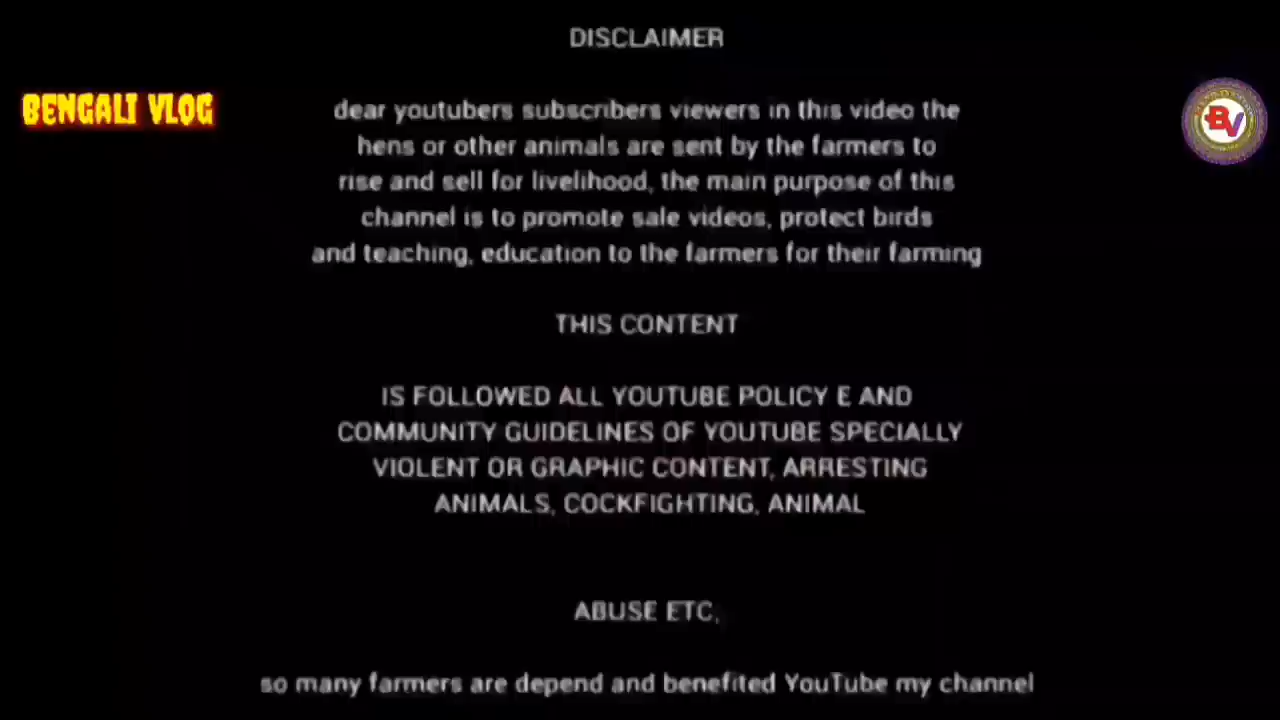 DISCLAIMER
BENGALI VLOG
dear youtubers subscribers viewers in this video the
hens or other animals are sent by the farmers to
rise and sell for livelihood, the main purpose of this
channel is to promote sale videos, protect birds
and teaching, education to the farmers for their farming
BV
THIS CONTENT
IS FOLLOWED ALL YOUTUBE POLICY E AND
COMMUNITY GUIDELINES OF YOUTUBE SPECIALLY
VIOLENT OR GRAPHIC CONTENT, ARRESTING
ANIMALS, COCKFIGHTING, ANIMAL
ABUSE ETC,
so many farmers are depend and benefited YouTube my channel